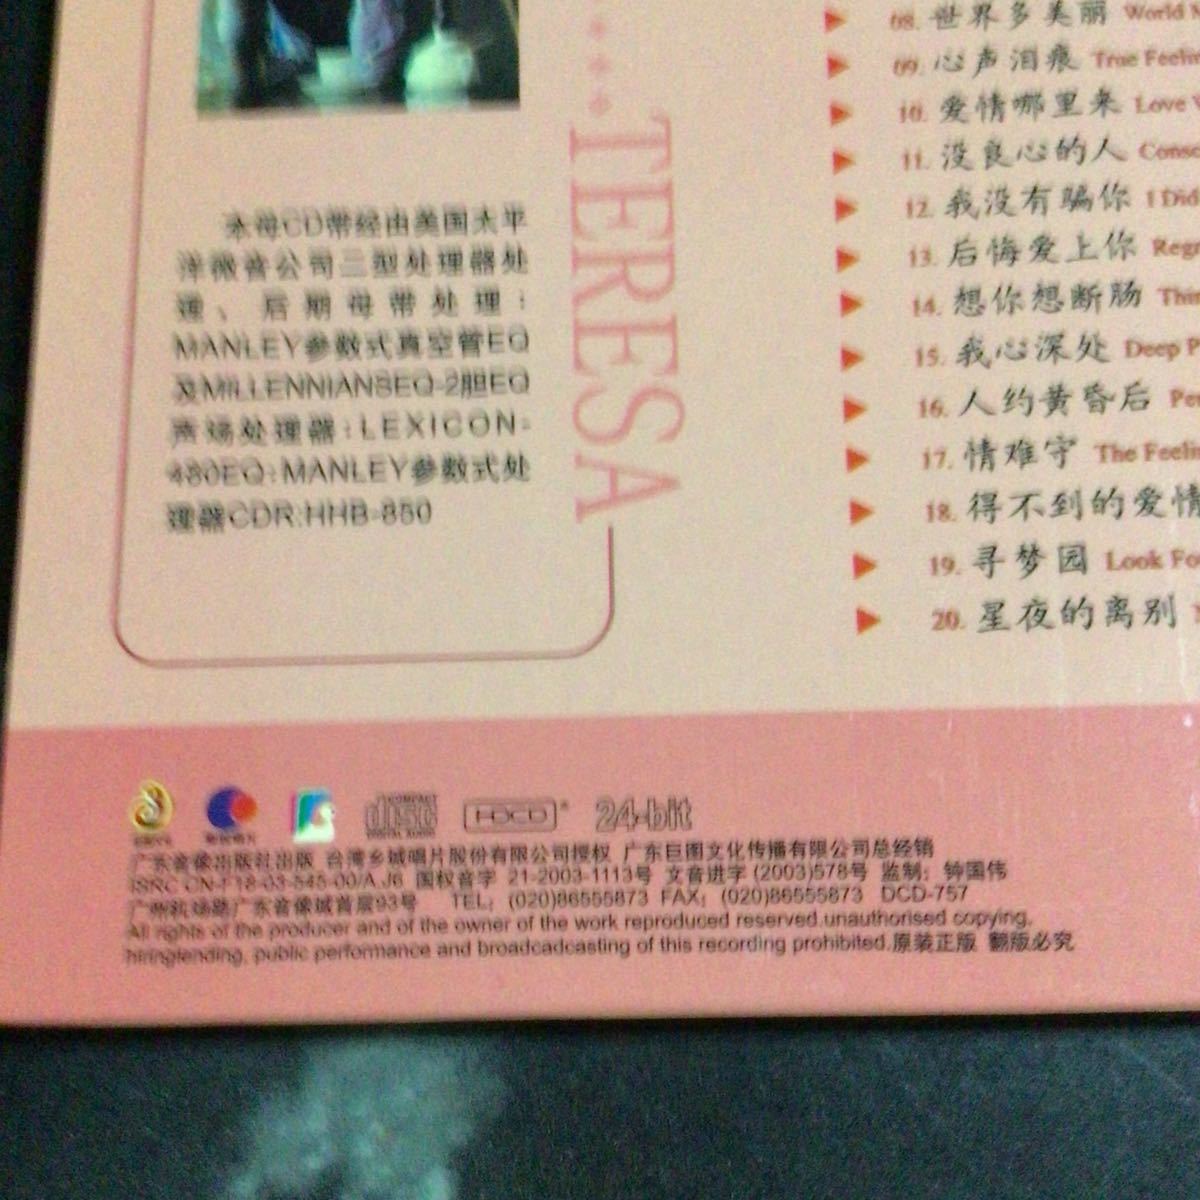 08. 世界多美丽 World
09. 心声泪痕 True
10. 爱情哪里来 Love
11. 没良心的人
12. 我没有骗你 I Did
13. 后悔爱上你
14. 想你想断肠
15. 我心深处 Deep
16. 人约黄昏后
17. 情难守 The
18. 得不到的爱情
19. 寻梦园 Look
20. 星夜的离别
TERESA
本母CD带经由美国太平
洋微音公司三型处理器处
理、后期母带处理：
MANLEY参数式真空管EQ
及MILLENNIANSEQ-2胆EQ
声场处理器：LEXICON-
480EQ:MANLEY参数式处
理器CDR:HHB-850
COMPACT disc DIGITAL AUDIO HDCD® 24-bit
广东音像出版社出版 台湾乡城唱片股份有限公司授权 广东巨图文化传播有限公司总经销
ISRC CN-F18-03-545-00/A.J6 国权音字 21-2003-1113号 文音进字 (2003)578号 监制：钟国伟
广州机场路广东音像城首层93号 TEL: (020)86555873 FAX: (020)86555873 DCD-757
All rights of the producer and of the owner of the work reproduced reserved.unauthorised copying,
hiringlending, public performance and broadcadcasting of this recording prohibited.原装正版 翻版必究